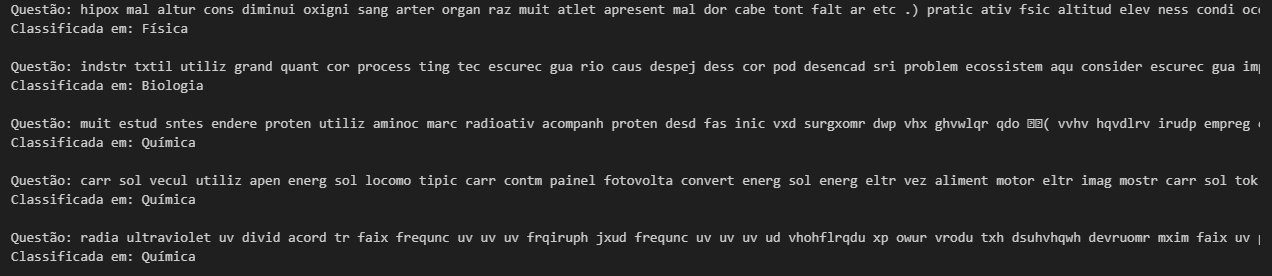 Questão: hipox mal altur cons diminui oxigni sang arter organ raz muit atlet apresent mal dor cabe tont falt ar etc .) pratic ativ fsic altitud elev ness condi
Classificada em: Física
Questão: indstr txtil utiliz grand quant cor process ting tec escurec gua rio caus despej dess cor pod desencad sri problem ecossistem aqu consider escurec gua
Classificada em: Biologia
Questão: muit estud sntes endere proten utiliz aminoc marc radioativ acompanh proten desd fas inic vxd surgxomr dwp vhx ghvwlqr qdo ( vvhv hqvdlrv irudp empreg
Classificada em: Química
Questão: carr sol vecul utiliz apen energ sol locomo tipic carr contm painel fotovolta convert energ sol energ eltr vez aliment motor eltr imag mostr carr sol tok
Classificada em: Química
Questão: radia ultraviolet uv divid acord tr faix frequnc uv uv uv frqiruph jxud frequnc uv uv uv ud vhohflrqdu xp owur vrodu txh dsuhvhqwh devruomr mxim faix uv
Classificada em: Química